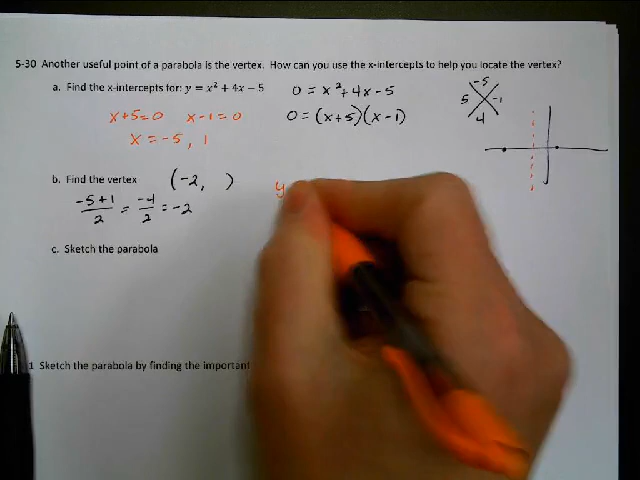 5-30 Another useful point of a parabola is the vertex. How can you use the x-intercepts to help you locate the vertex?
a. Find the x-intercepts for: y = x² + 4x − 5
0 = x² + 4x - 5
-5
5 -1
4
x+5=0 x-1=0
0 = (x+5)(x-1)
x = -5, 1
b. Find the vertex (-2, )
y
-5+1/2 = -4/2 = -2
c. Sketch the parabola
1 Sketch the parabola by finding the important